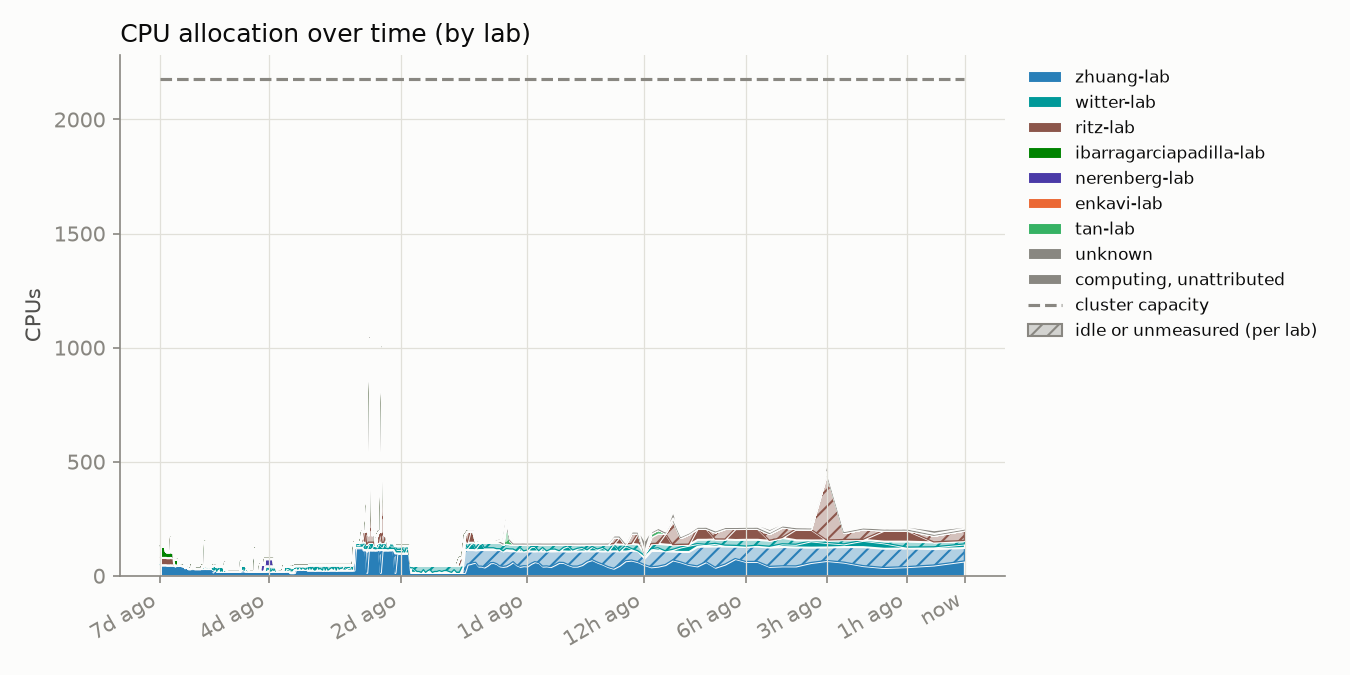 CPU allocation over time (by lab)
2000
1500
1000
500
0
CPUs
7d ago
4d ago
2d ago
1d ago
12h ago
6h ago
3h ago
1h ago
now
zhuang-lab
witter-lab
ritz-lab
ibarragarciapadilla-lab
nerenberg-lab
enkavi-lab
tan-lab
unknown
computing, unattributed
cluster capacity
idle or unmeasured (per lab)